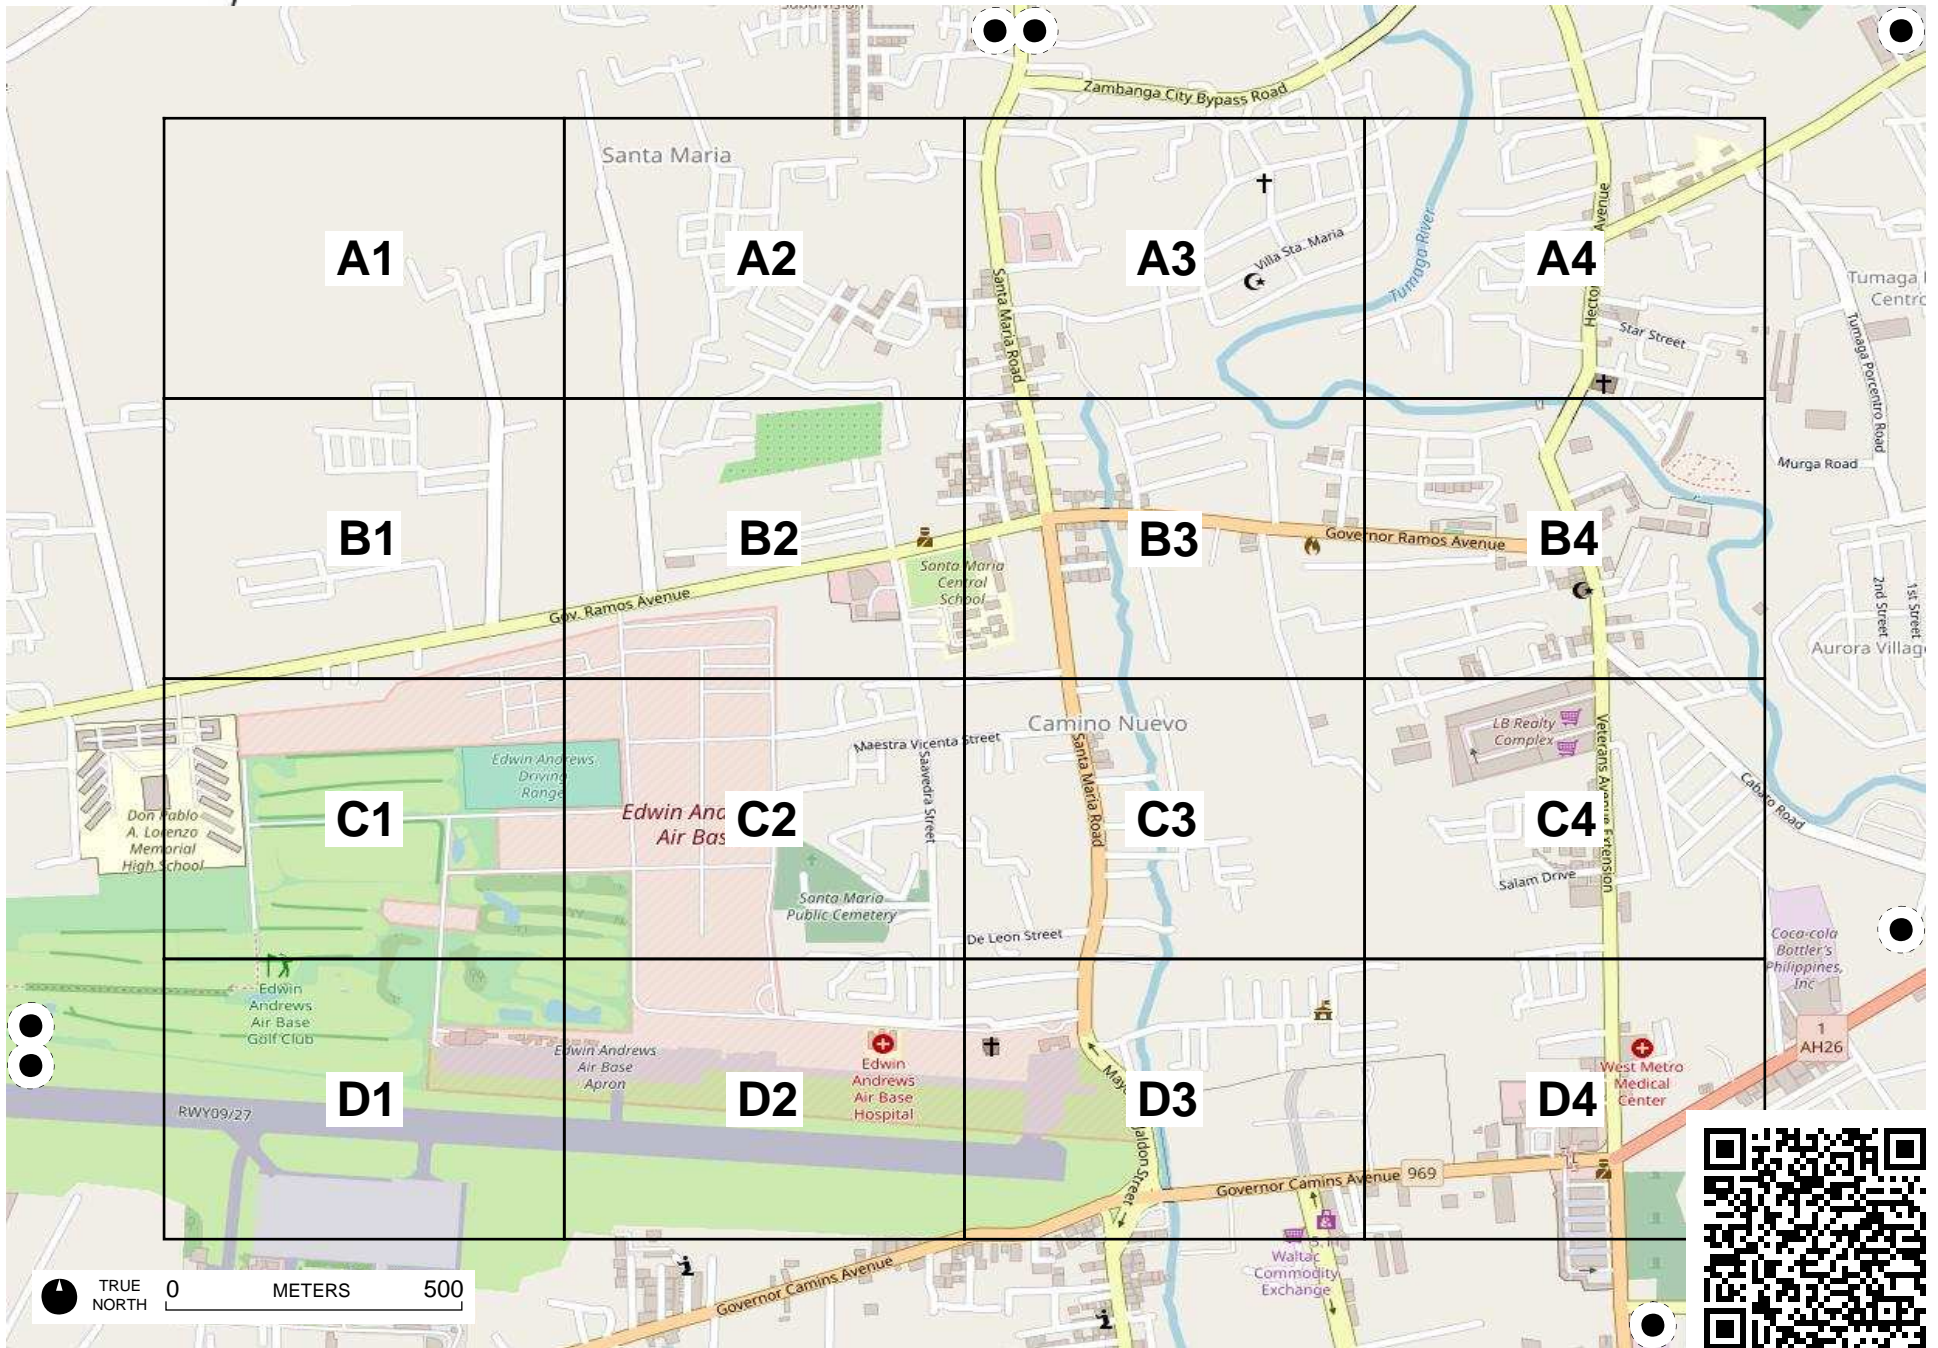 Subdivision
Zambanga City Bypass Road
Santa Maria
A1
A2
A3
A4
Villa Sta. Maria
Tumaga River
Santa Maria Road
Star Street
Centro
Tumaga Porcentro Road
Murga Road
B1
B2
B3
B4
Governor Ramos Avenue
Gov. Ramos Avenue
Santa Maria
Central
School
2nd Street
1st Street
Aurora Village
Camino Nuevo
Maestra Vicenta Street
Saavedra Street
Santa Maria Road
LB Realty
Complex
Veterans Avenue Extension
Cabato Road
Edwin Andrews
Driving
Range
Don Pablo
A. Lorenzo
Memorial
High School
C1
C2
C3
C4
Salam Drive
Santa Maria
Public Cemetery
De Leon Street
Coca-cola
Bottler's
Philippines,
Inc
Edwin
Andrews
Air Base
Golf Club
Edwin Andrews
Air Base
Apron
Edwin
Andrews
Air Base
Hospital
West Metro
Medical
Center
1
AH26
D1
D2
D3
D4
RWY09/27
Governor Camins Avenue
969
Waltac
Commodity
Exchange
Governor Camins Avenue
TRUE
NORTH
0
METERS
500